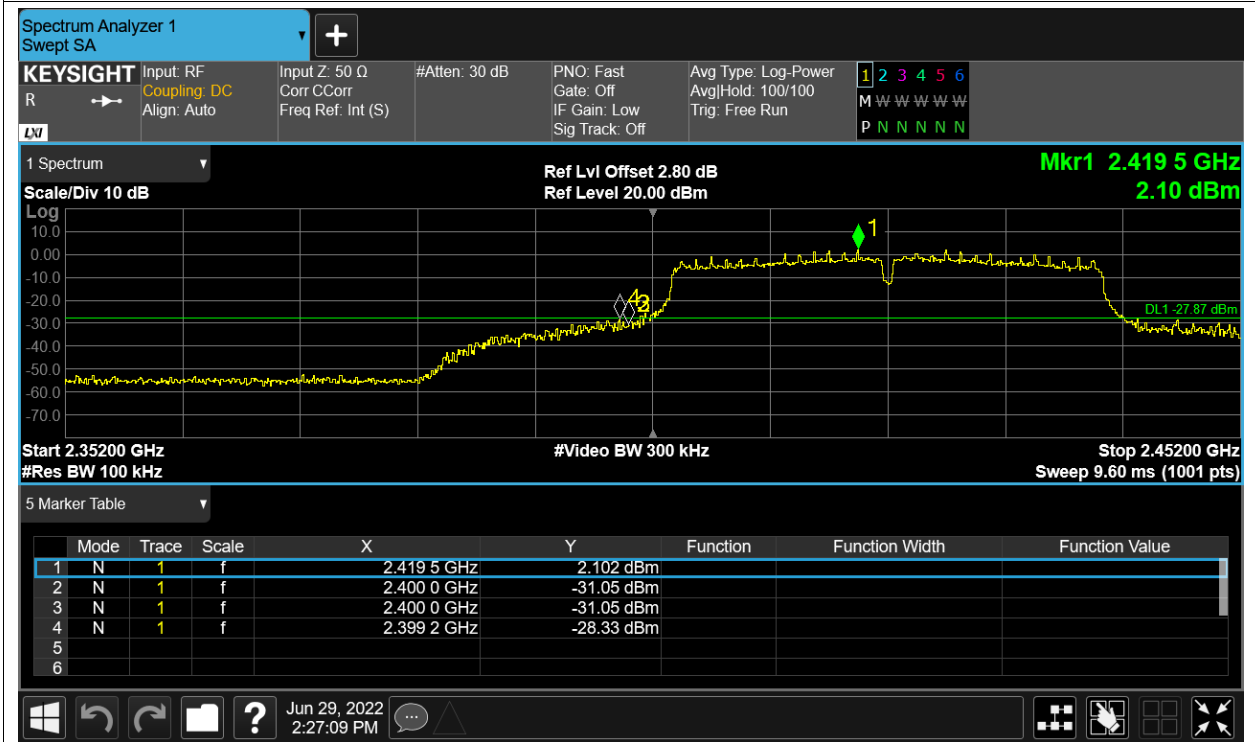 Spectrum Analyzer 1
Swept SA
+
KEYSIGHT Input: RF Input Z: 50 Ω #Atten: 30 dB PNO: Fast Avg Type: Log-Power 1 2 3 4 5 6
R Coupling: DC Corr CCorr Gate: Off Avg|Hold: 100/100 M W W W W W
Align: Auto Freq Ref: Int (S) IF Gain: Low Trig: Free Run
LXI Sig Track: Off P N N N N N
1 Spectrum Ref Lvl Offset 2.80 dB Mkr1 2.419 5 GHz
Scale/Div 10 dB Ref Level 20.00 dBm 2.10 dBm
Log
10.0
1
0.00
-10.0
-20.0
4 2
DL1 -27.87 dBm
-30.0
-40.0
-50.0
-60.0
-70.0
Start 2.35200 GHz #Video BW 300 kHz Stop 2.45200 GHz
#Res BW 100 kHz Sweep 9.60 ms (1001 pts)
5 Marker Table
Mode Trace Scale X Y Function Function Width Function Value
1 N 1 f 2.419 5 GHz 2.102 dBm
2 N 1 f 2.400 0 GHz -31.05 dBm
3 N 1 f 2.400 0 GHz -31.05 dBm
4 N 1 f 2.399 2 GHz -28.33 dBm
5
6
? Jun 29, 2022
2:27:09 PM